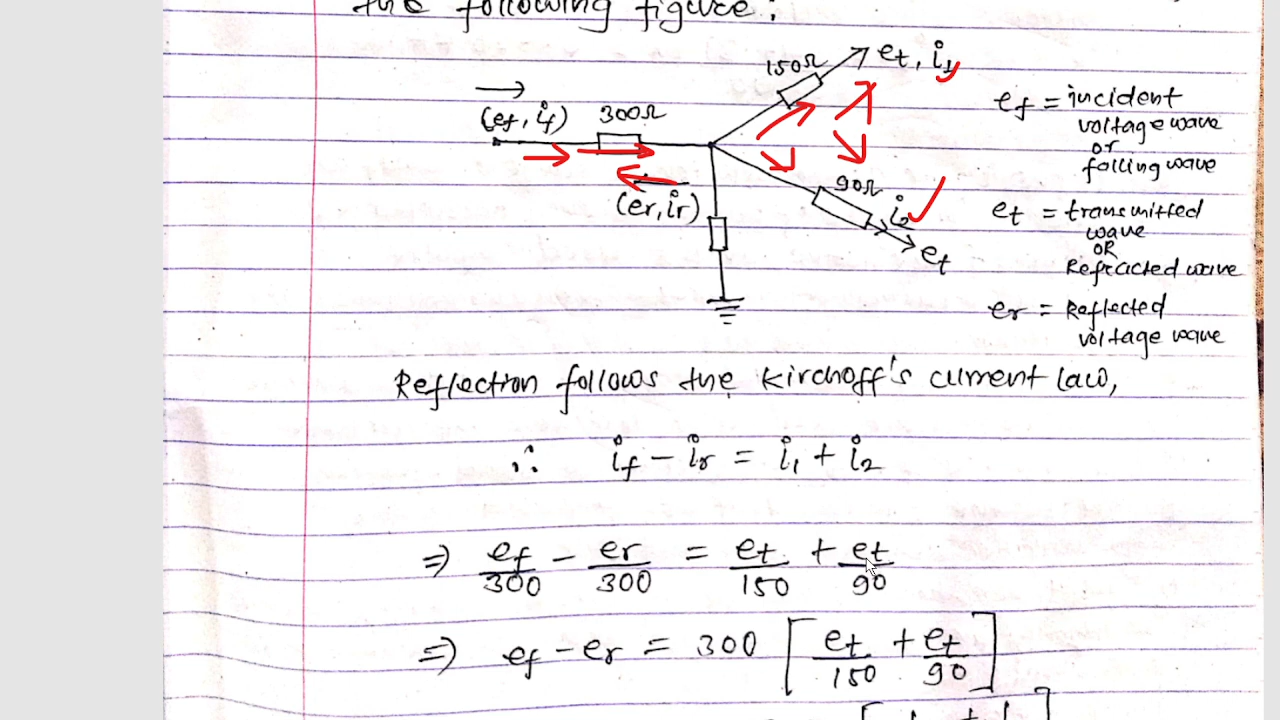 the following figure:
150Ω
et, i1
(ef, if)
300Ω
ef = incident
voltage wave
or
falling wave
90Ω
(er, ir)
i2
et
et = transmitted
wave
OR
Refracted wave
er = Reflected
voltage wave
Reflection follows the Kirchoff's current law,
∴ if - ir = i1 + i2
⇒ ef/300 - er/300 = et/150 + et/90
⇒ ef - er = 300 [ et/150 + et/90 ]